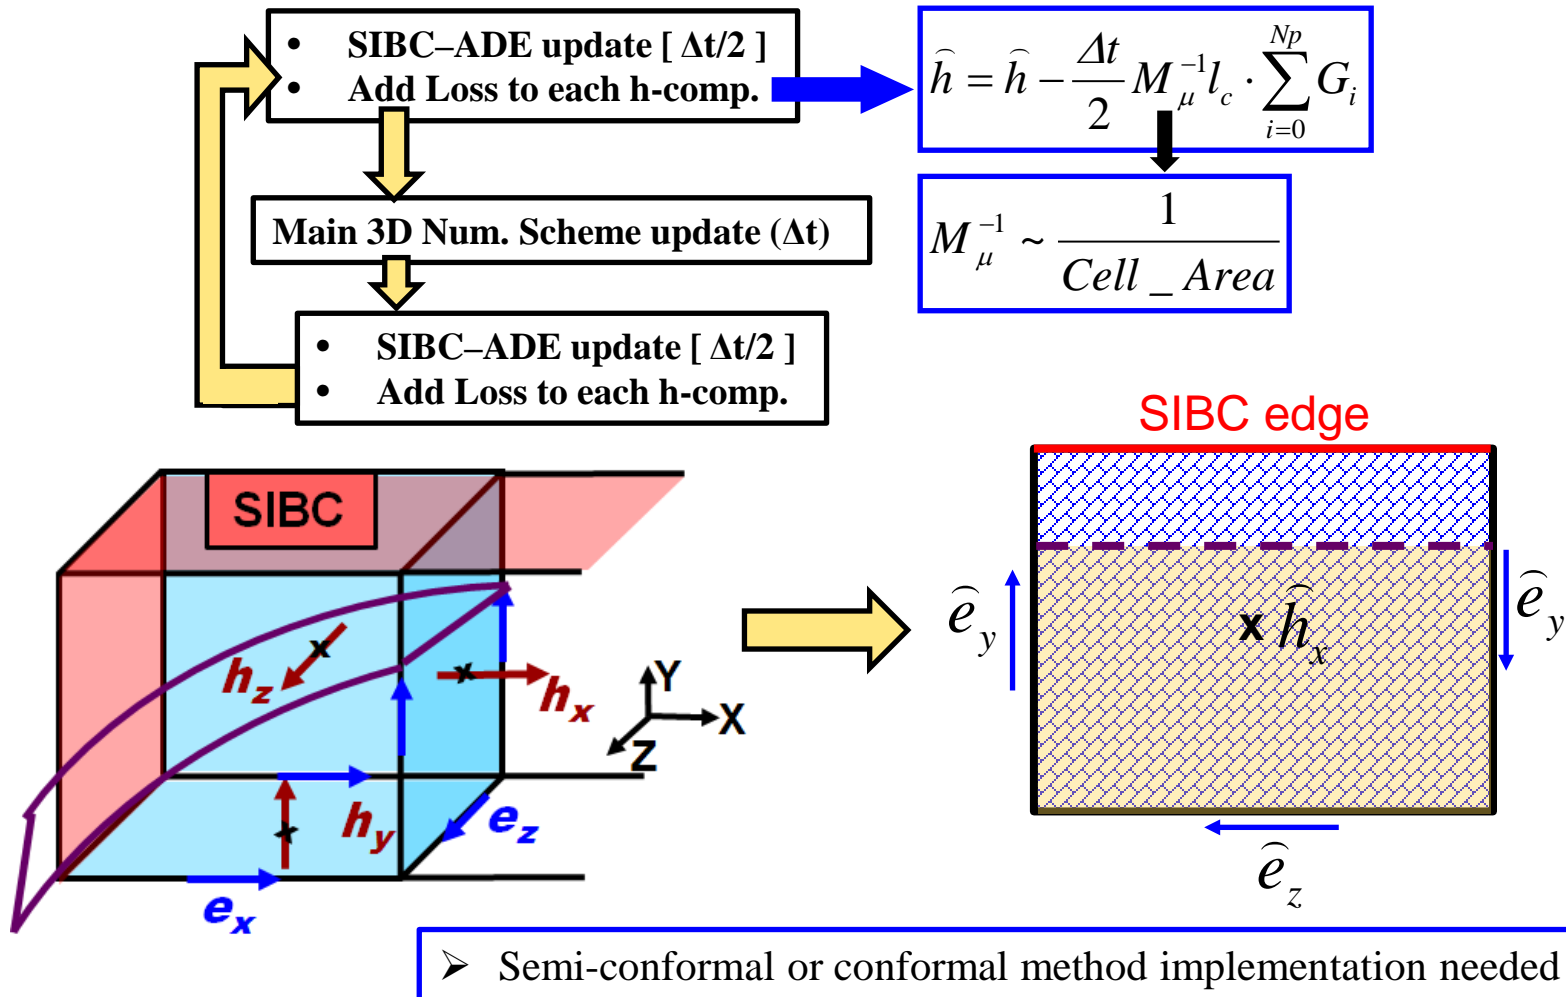 • SIBC–ADE update [ Δt/2 ]
• Add Loss to each h-comp.
ĥ = ĥ − Δt/2 M_μ^{-1} l_c · ∑_{i=0}^{Np} G_i
Main 3D Num. Scheme update (Δt)
M_μ^{-1} ~ 1/Cell _ Area
• SIBC–ADE update [ Δt/2 ]
• Add Loss to each h-comp.
SIBC edge
SIBC
h_z
h_x
h_y
e_z
e_x
Y
X
Z
ê_y
x ĥ_x
ê_y
ê_z
➢ Semi-conformal or conformal method implementation needed